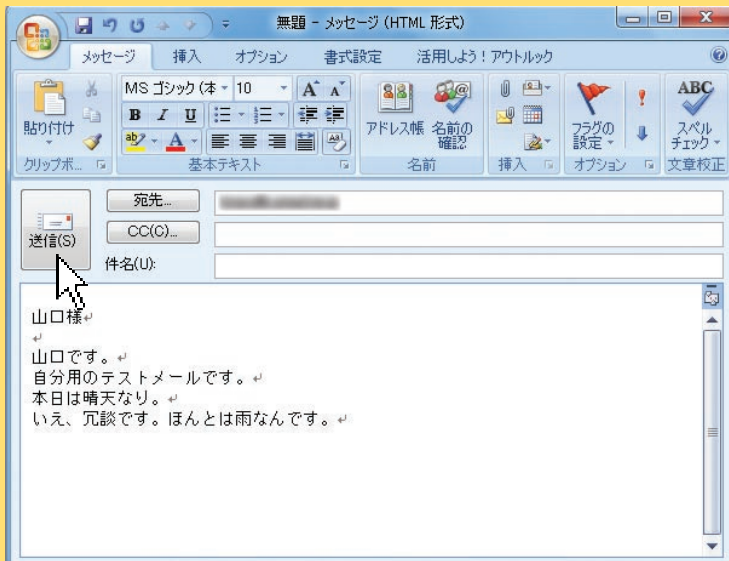 無題 - メッセージ (HTML 形式)
メッセージ 挿入 オプション 書式設定 活用しよう！アウトルック
貼り付け
クリップボ...
MS ゴシック (本 10 A A
B I U
ab A
基本テキスト
アドレス帳 名前の確認
名前
挿入
フラグの設定
オプション
ABC
スペルチェック
文章校正
送信(S)
宛先...
CC(C)...
件名(U):
山口様
山口です。
自分用のテストメールです。
本日は晴天なり。
いえ、冗談です。ほんとは雨なんです。